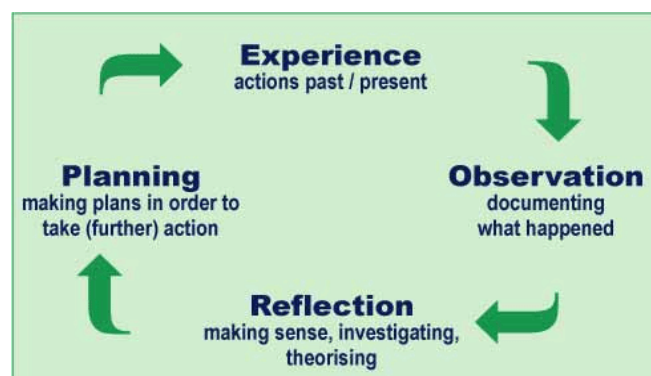 Experience
actions past / present
Planning
making plans in order to
take (further) action
Observation
documenting
what happened
Reflection
making sense, investigating,
theorising